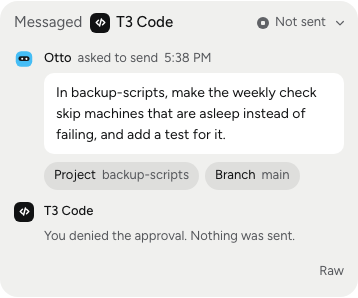 Messaged </> T3 Code Not sent
Otto asked to send 5:38 PM
In backup-scripts, make the weekly check
skip machines that are asleep instead of
failing, and add a test for it.
Project backup-scripts Branch main
</> T3 Code
You denied the approval. Nothing was sent.
Raw